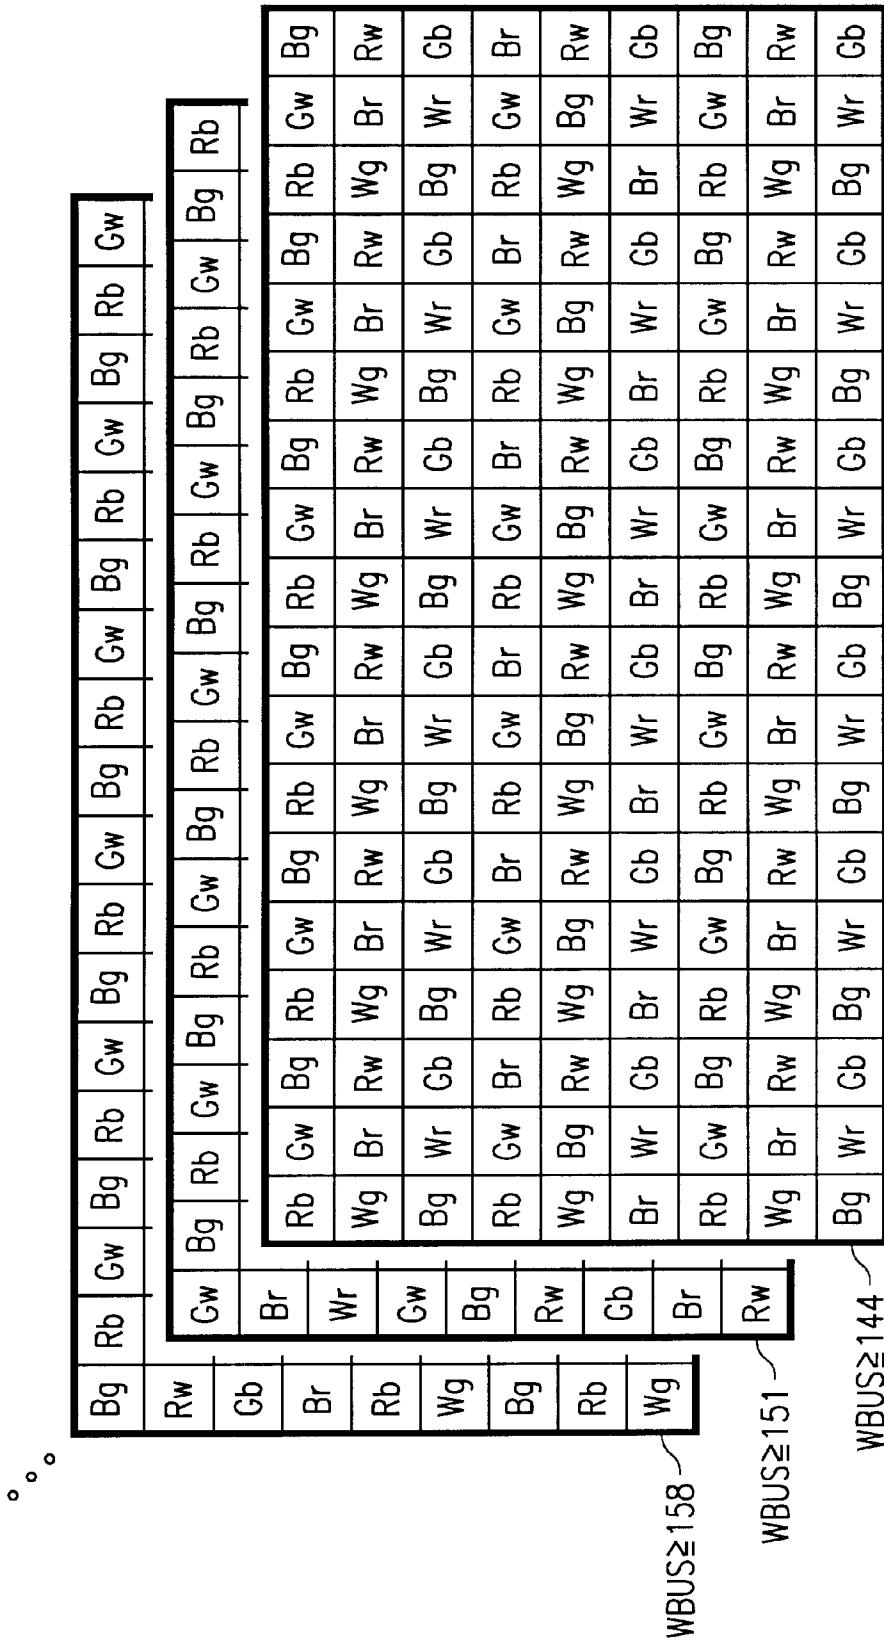 Bg Rb Gw Bg Rb Gw Bg Rb Gw Bg Rb Gw Bg Rb Gw Bg Rb Gw
Rw
Gb
Br
Rb
Wg
Bg
Rb
Wg
WBUS≧158
Gw Bg Rb Gw Bg Rb Gw Bg Rb Gw Bg Rb Gw Bg Rb Gw Bg Rb
Br
Wr
Gw
Bg
Rw
Gb
Br
Rw
WBUS≧151
Rb Gw Bg Rb Gw Bg Rb Gw Bg Rb Gw Bg Rb Gw Bg Rb Gw Bg
Wg Br Rw Wg Br Rw Wg Br Rw Wg Br Rw Wg Br Rw Wg Br Rw
Bg Wr Gb Bg Wr Gb Bg Wr Gb Bg Wr Gb Bg Wr Gb Bg Wr Gb
Rb Gw Br Rb Gw Br Rb Gw Br Rb Gw Br Rb Gw Br Rb Gw Br
Wg Bg Rw Wg Bg Rw Wg Bg Rw Wg Bg Rw Wg Bg Rw Wg Bg Rw
Br Wr Gb Br Wr Gb Br Wr Gb Br Wr Gb Br Wr Gb Br Wr Gb
Rb Gw Bg Rb Gw Bg Rb Gw Bg Rb Gw Bg Rb Gw Bg Rb Gw Bg
Wg Br Rw Wg Br Rw Wg Br Rw Wg Br Rw Wg Br Rw Wg Br Rw
Bg Wr Gb Bg Wr Gb Bg Wr Gb Bg Wr Gb Bg Wr Gb Bg Wr Gb
WBUS≧144